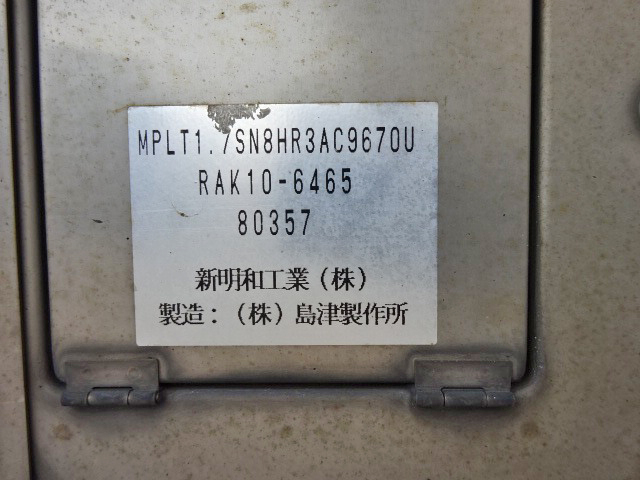 MPLT1.7SN8HR3AC9670U
RAK10-6465
80357
新明和工業（株）
製造：（株）島津製作所